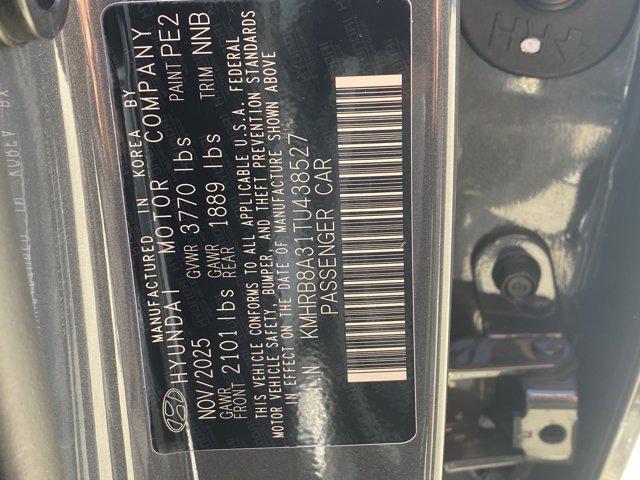 MANUFACTURED IN KOREA BY
HYUNDAI MOTOR COMPANY
NOV/2025 GVWR 3770 lbs PAINT PE2
GAWR FRONT 2101 lbs GAWR REAR 1889 lbs TRIM NNB
THIS VEHICLE CONFORMS TO ALL APPLICABLE U.S.A. FEDERAL
MOTOR VEHICLE SAFETY, BUMPER, AND THEFT PREVENTION STANDARDS
IN EFFECT ON THE DATE OF MANUFACTURE SHOWN ABOVE
VIN KMHRB8A31TU438527
PASSENGER CAR